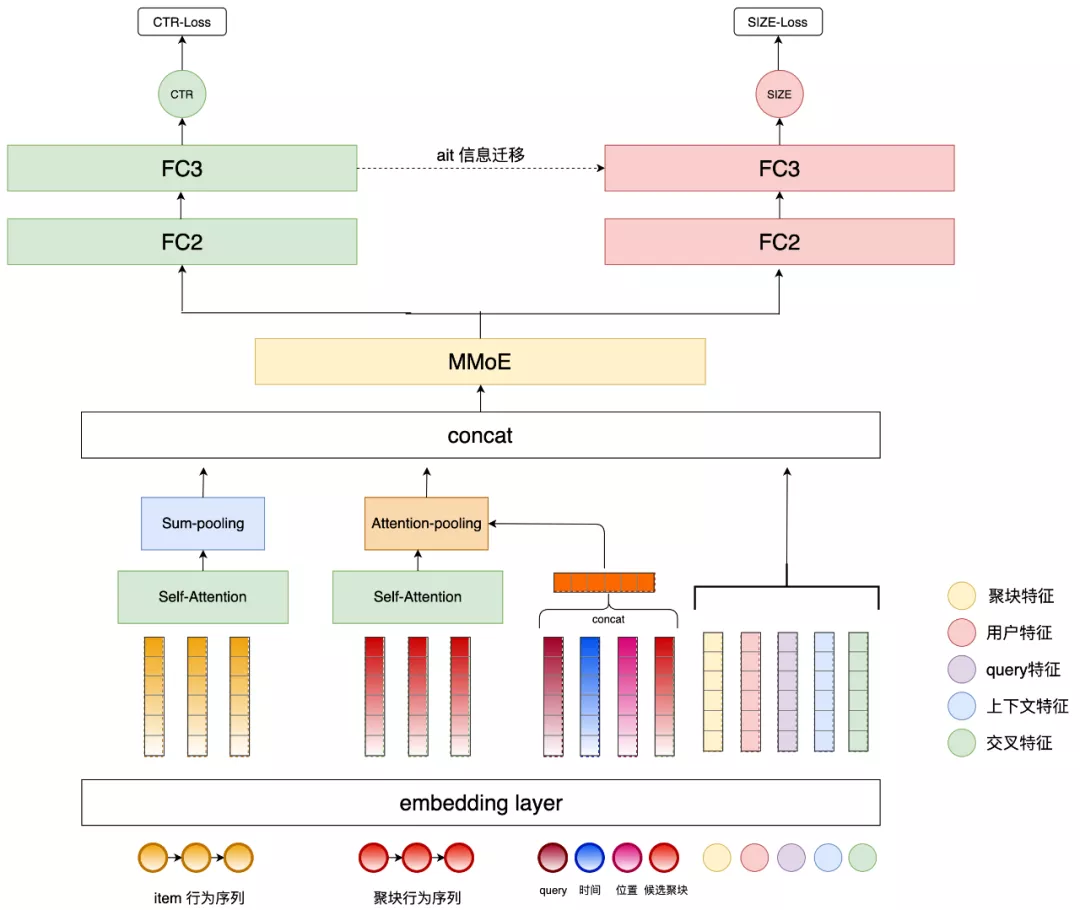 CTR-Loss
SIZE-Loss
CTR
SIZE
FC3
ait 信息迁移
FC3
FC2
FC2
MMoE
concat
Sum-pooling
Attention-pooling
Self-Attention
Self-Attention
concat
聚块特征
用户特征
query特征
上下文特征
交叉特征
embedding layer
item 行为序列
聚块行为序列
query
时间
位置
候选聚块